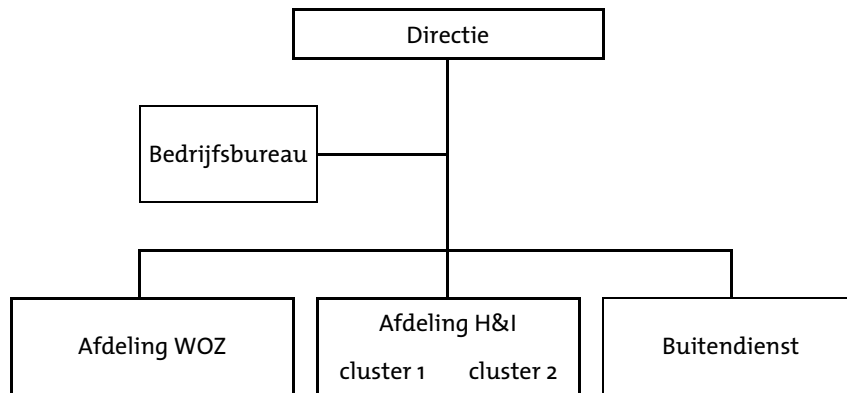 Directie
Bedrijfsbureau
Afdeling WOZ
Afdeling H&I
cluster 1 cluster 2
Buitendienst